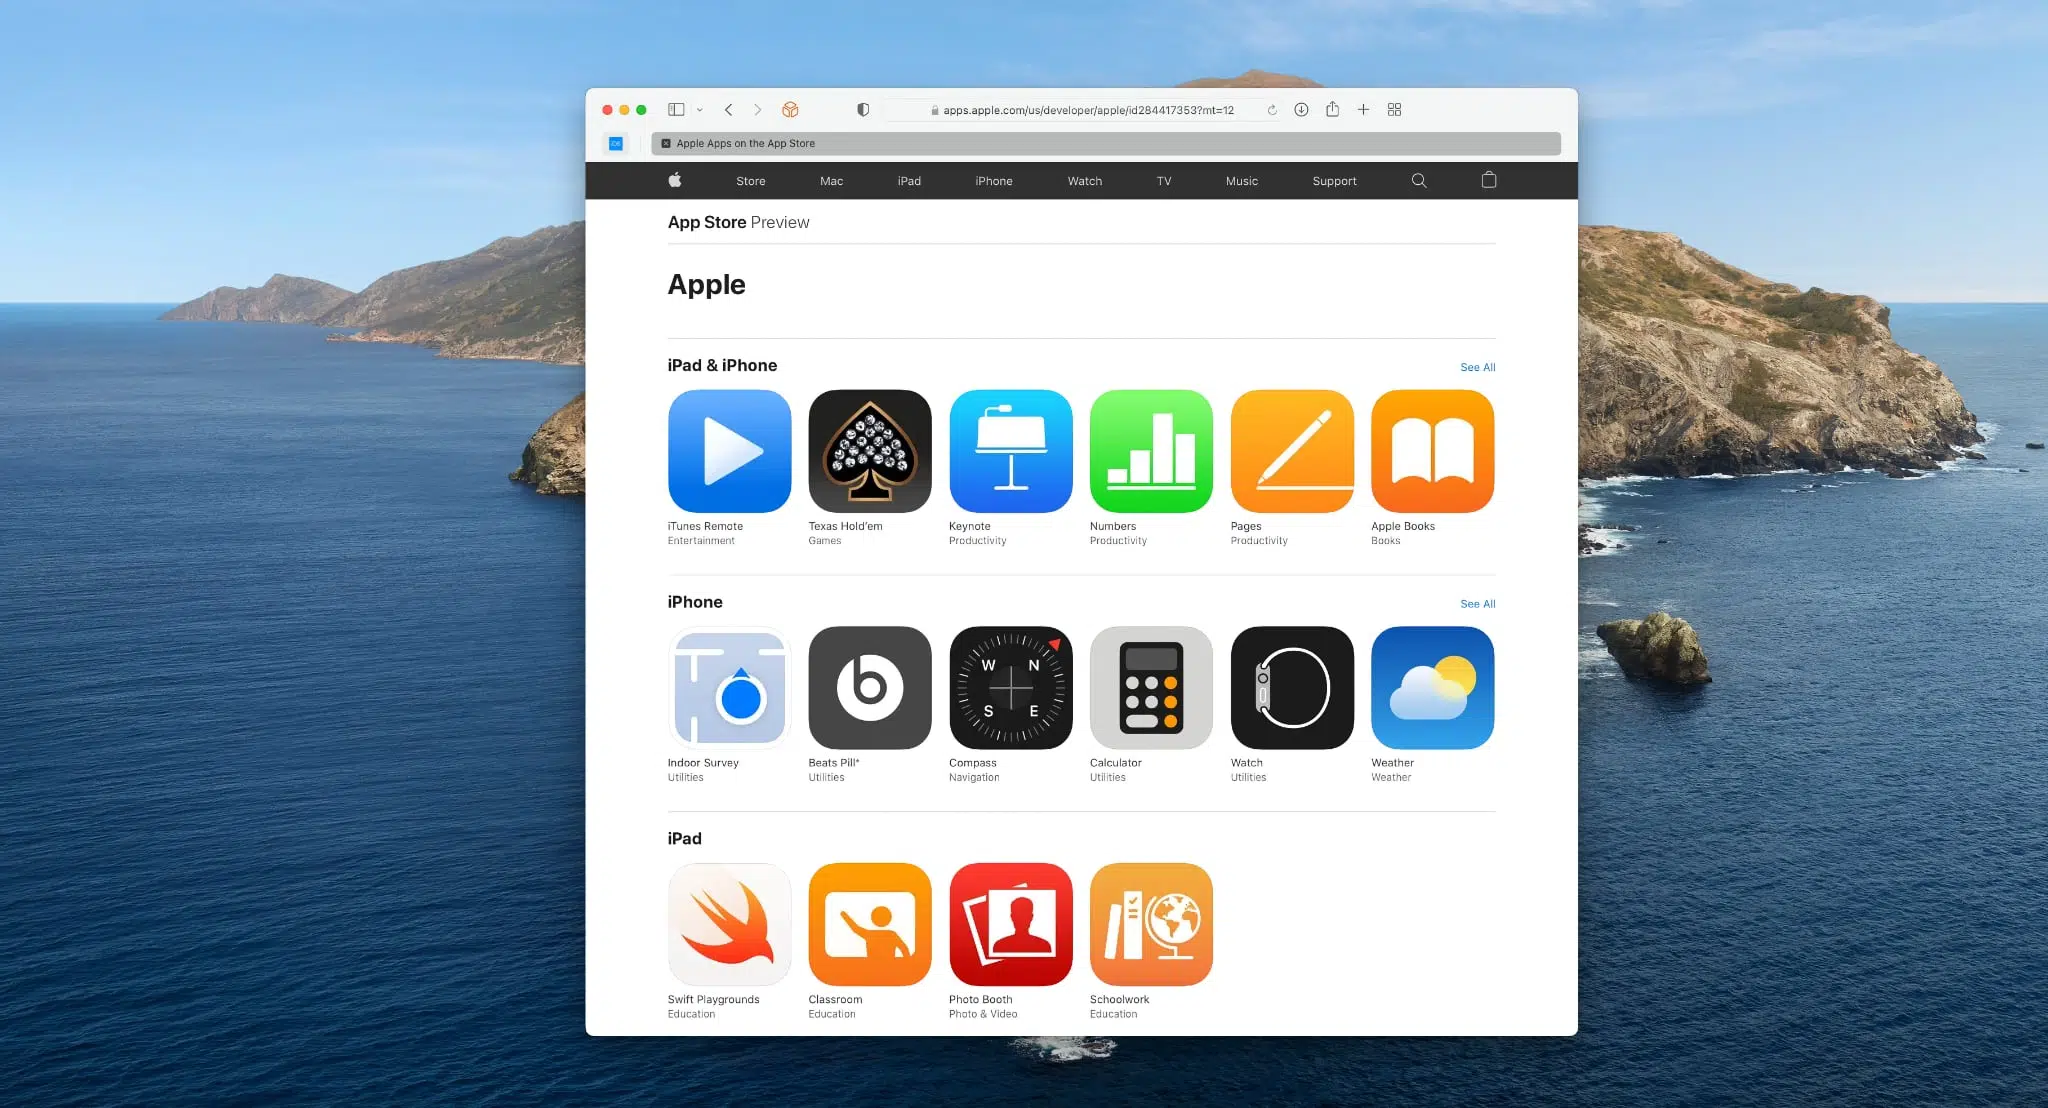 apps.apple.com/us/developer/apple/id284417353?mt=12
iOS
Apple Apps on the App Store
Store Mac iPad iPhone Watch TV Music Support
App Store Preview
Apple
iPad & iPhone See All
iTunes Remote Texas Hold'em Keynote Numbers Pages Apple Books
Entertainment Games Productivity Productivity Productivity Books
iPhone See All
W N
S E
Indoor Survey Beats Pill⁺ Compass Calculator Watch Weather
Utilities Utilities Navigation Utilities Utilities Weather
iPad
Swift Playgrounds Classroom Photo Booth Schoolwork
Education Education Photo & Video Education